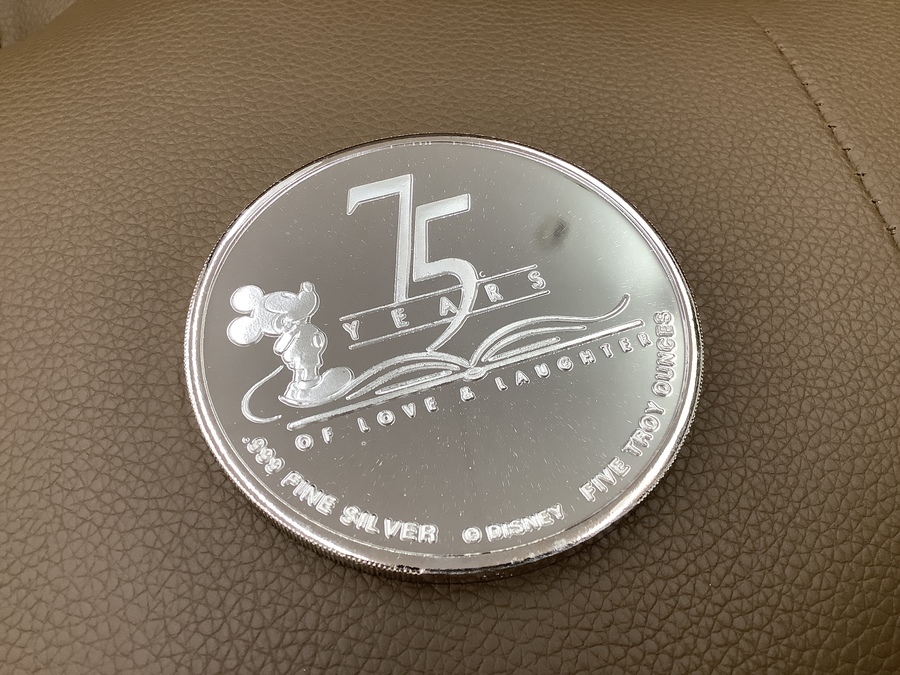 75
YEARS
OF LOVE & LAUGHTER
.999 FINE SILVER © DISNEY FIVE TROY OUNCES